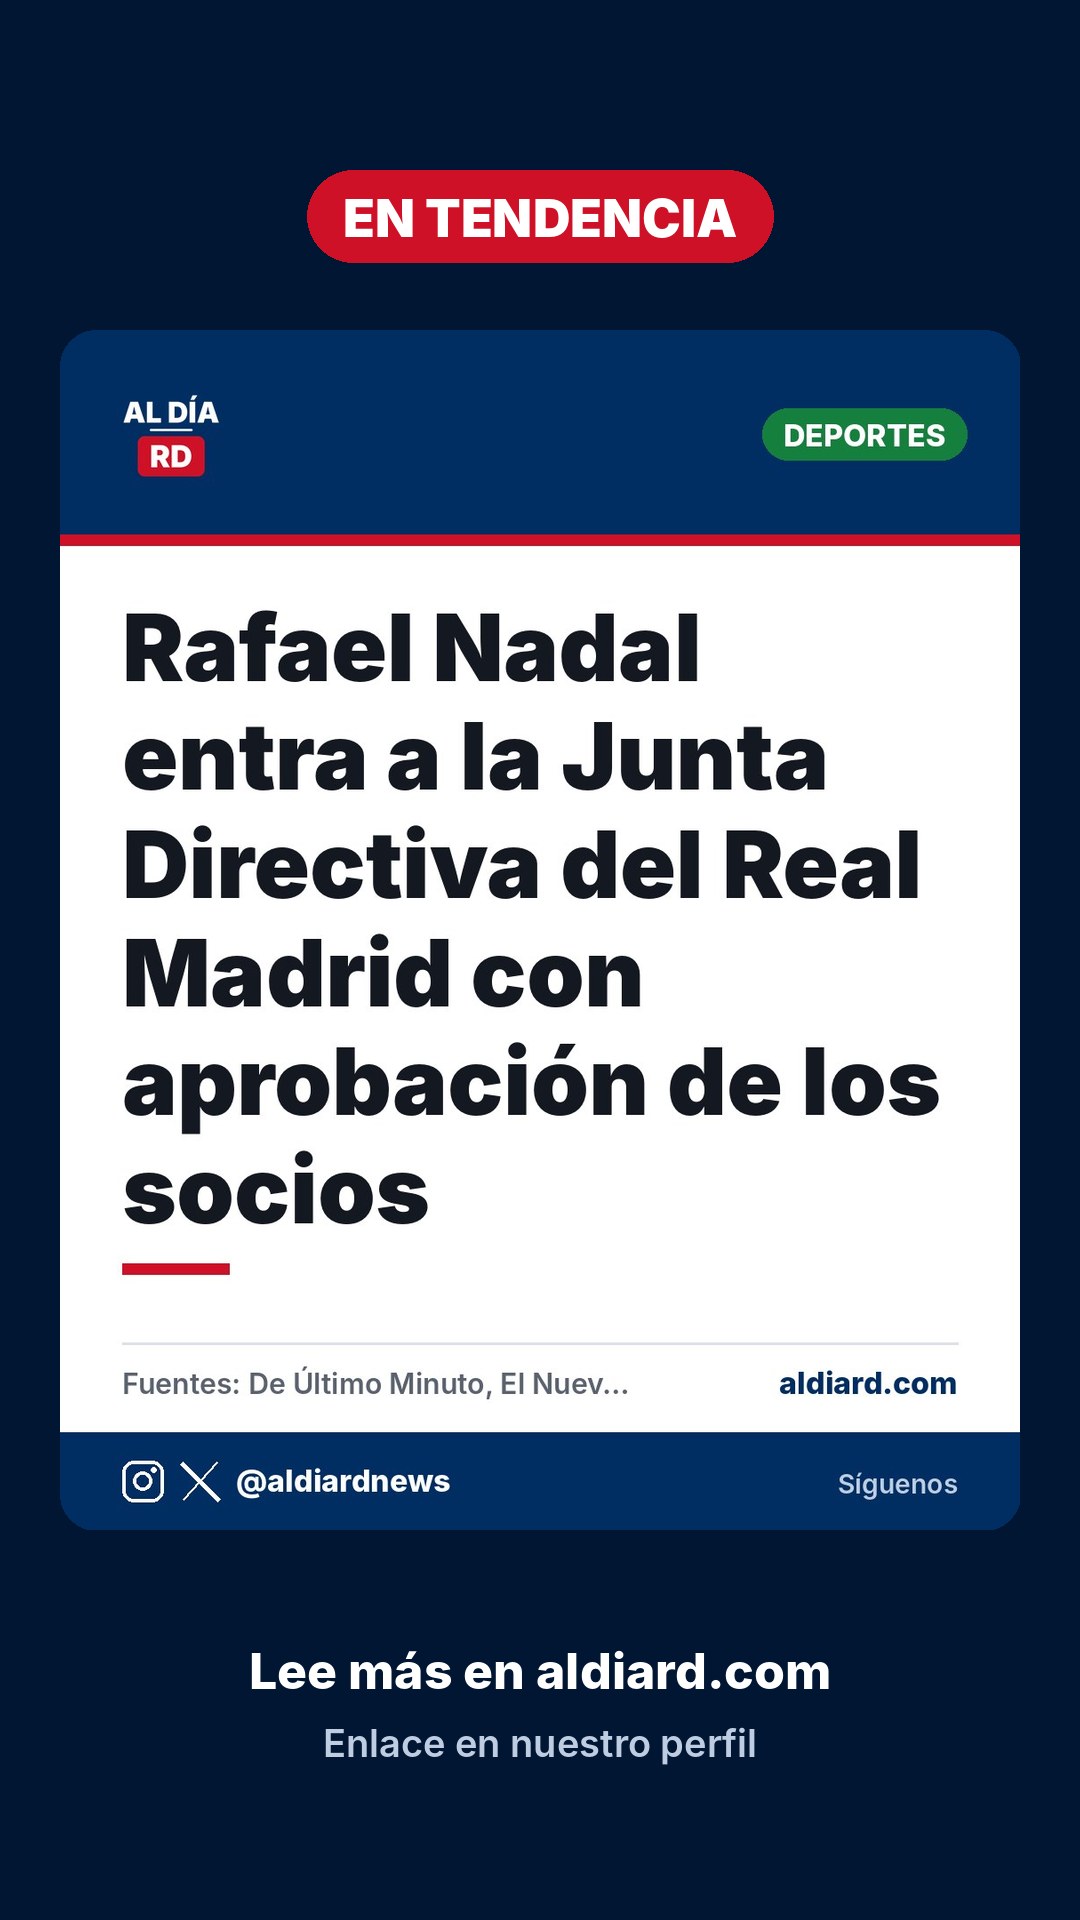 EN TENDENCIA
AL DÍA
RD
DEPORTES
Rafael Nadal
entra a la Junta
Directiva del Real
Madrid con
aprobación de los
socios
Fuentes: De Último Minuto, El Nuev...
aldiard.com
@aldiardnews
Síguenos
Lee más en aldiard.com
Enlace en nuestro perfil